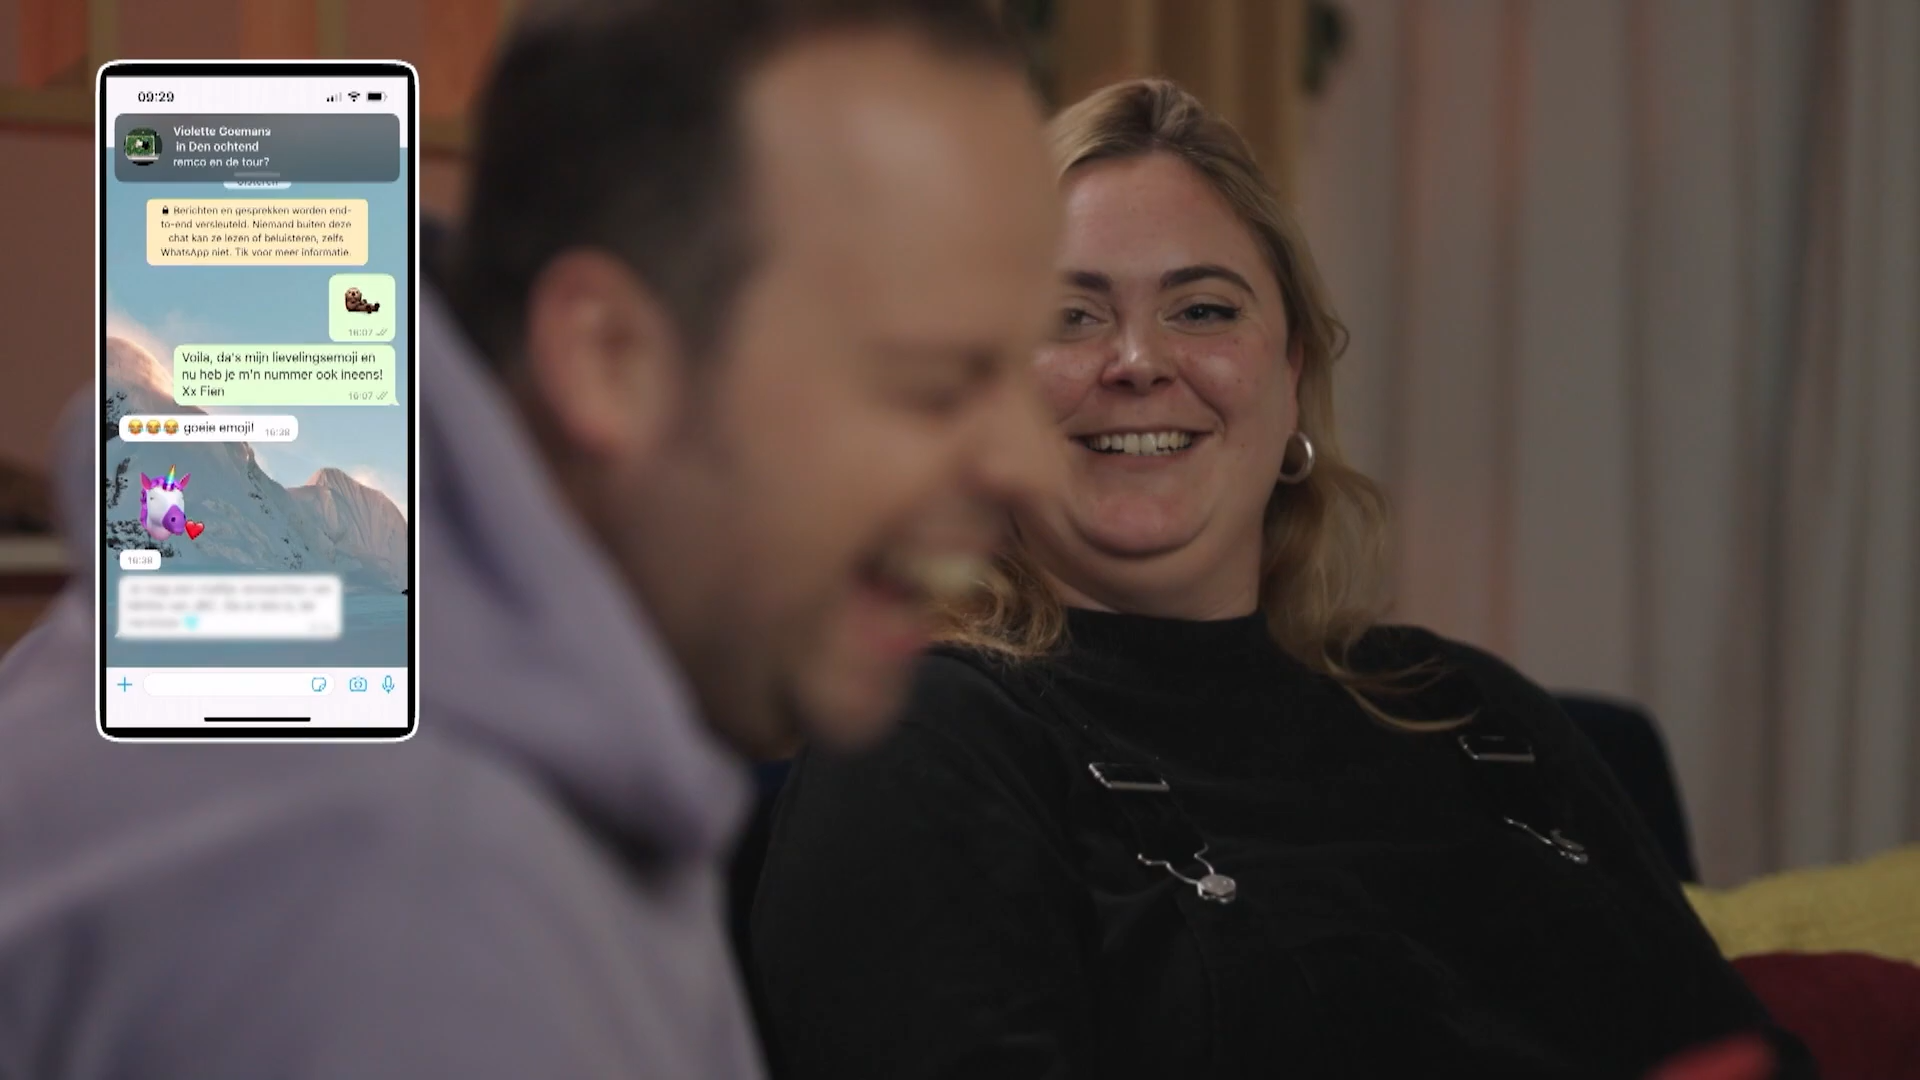 09:29
Violette Goemans
in Den ochtend
remco en de tour?
Gisteren
Berichten en gesprekken worden end-
to-end versleuteld. Niemand buiten deze
chat kan ze lezen of beluisteren, zelfs
WhatsApp niet. Tik voor meer informatie.
16:07
Voila, da's mijn lievelingsemoji en
nu heb je m'n nummer ook ineens!
Xx Fien
16:07
😂😂😂 goeie emoji! 16:38
16:38